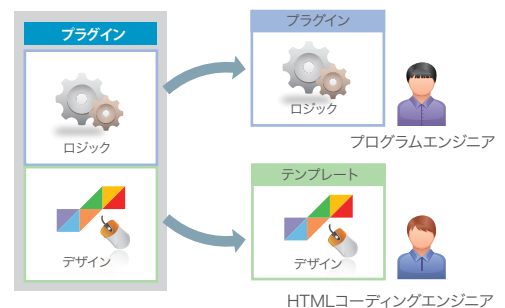 プラグイン
ロジック
デザイン
プラグイン
ロジック
プログラムエンジニア
テンプレート
デザイン
HTMLコーディングエンジニア